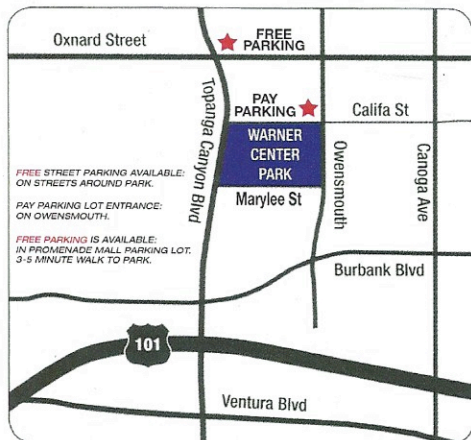 Oxnard Street
FREE
PARKING
Topanga Canyon Blvd
PAY
PARKING
Califa St
WARNER
CENTER
PARK
Owensmouth
Canoga Ave
FREE STREET PARKING AVAILABLE:
ON STREETS AROUND PARK.
PAY PARKING LOT ENTRANCE:
ON OWENSMOUTH.
FREE PARKING IS AVAILABLE:
IN PROMENADE MALL PARKING LOT.
3-5 MINUTE WALK TO PARK.
Marylee St
Burbank Blvd
101
Ventura Blvd